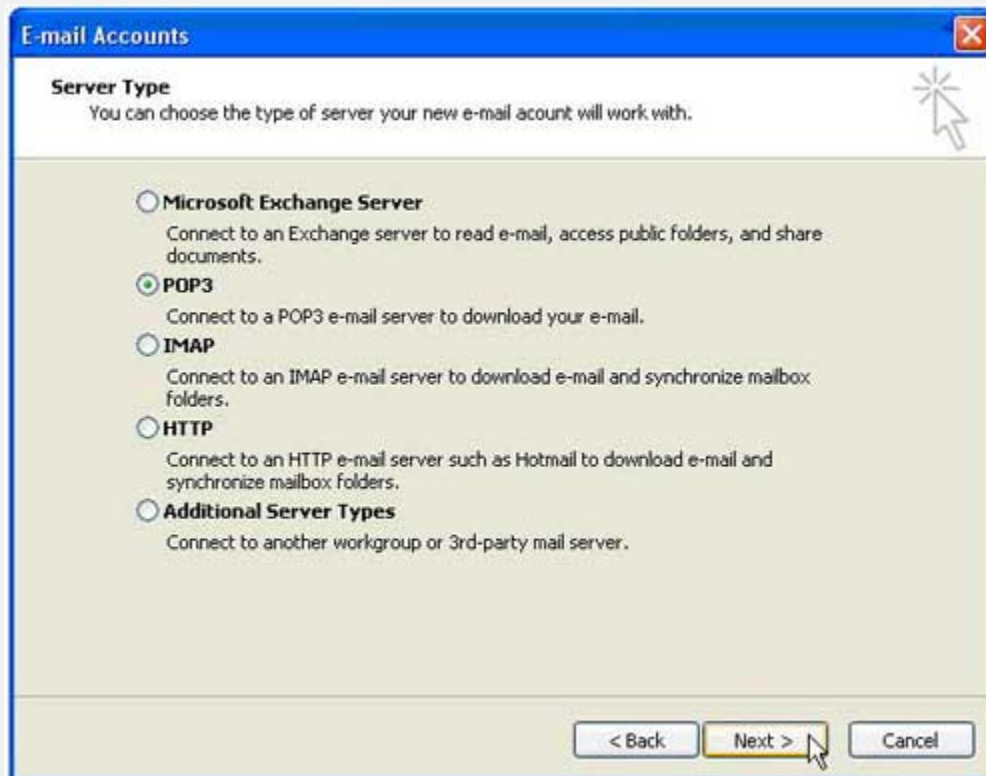 E-mail Accounts
Server Type
You can choose the type of server your new e-mail acount will work with.
Microsoft Exchange Server
Connect to an Exchange server to read e-mail, access public folders, and share
documents.
POP3
Connect to a POP3 e-mail server to download your e-mail.
IMAP
Connect to an IMAP e-mail server to download e-mail and synchronize mailbox
folders.
HTTP
Connect to an HTTP e-mail server such as Hotmail to download e-mail and
synchronize mailbox folders.
Additional Server Types
Connect to another workgroup or 3rd-party mail server.
< Back Next > Cancel